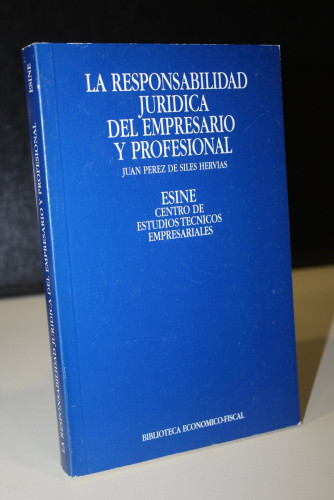 LA RESPONSABILIDAD
JURIDICA
DEL EMPRESARIO
Y PROFESIONAL
JUAN PEREZ DE SILES HERVIAS
ESINE
CENTRO DE
ESTUDIOS TECNICOS
EMPRESARIALES
BIBLIOTECA ECONOMICO-FISCAL
LA RESPONSABILIDAD JURIDICA DEL EMPRESARIO Y PROFESIONAL
ESINE